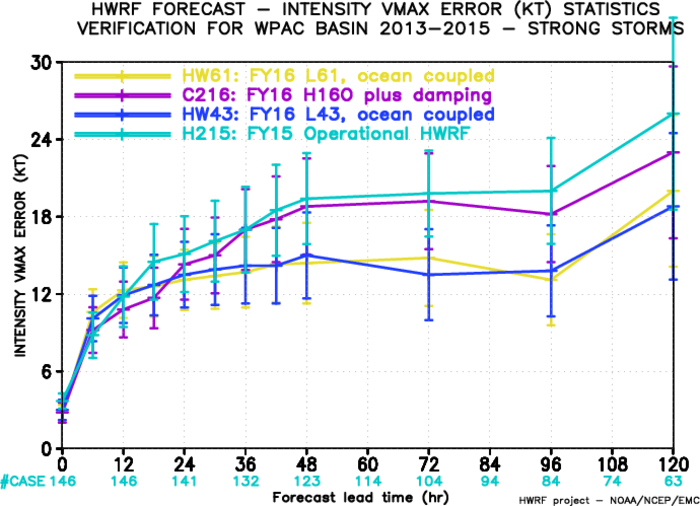 HWRF FORECAST – INTENSITY VMAX ERROR (KT) STATISTICS
VERIFICATION FOR WPAC BASIN 2013–2015 – STRONG STORMS
INTENSITY VMAX ERROR (KT)
30
24
18
12
6
0
HW61: FY16 L61, ocean coupled
C216: FY16 H160 plus damping
HW43: FY16 L43, ocean coupled
H215: FY15 Operational HWRF
0 12 24 36 48 60 72 84 96 108 120
#CASE 146 146 141 132 123 114 104 94 84 74 63
Forecast lead time (hr)
HWRF project – NOAA/NCEP/EMC